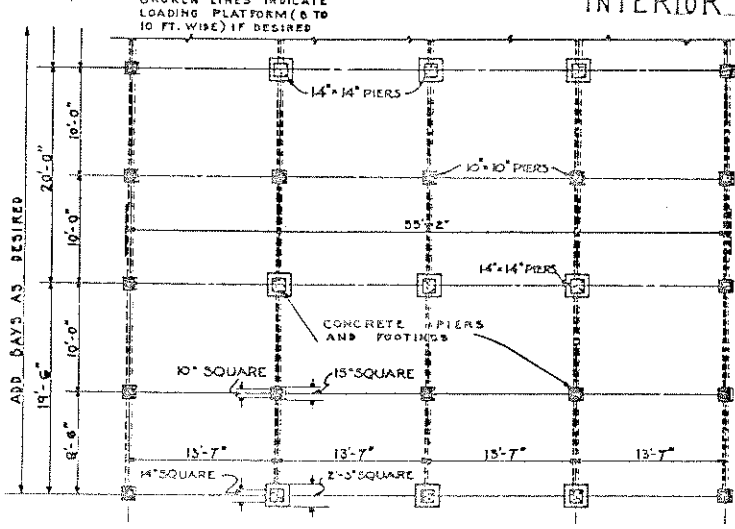 BROKEN LINES INDICATE
LOADING PLATFORM (8 TO
10 FT. WIDE) IF DESIRED
INTERIOR
14"x14" PIERS
10'-0"
20'-0"
10"x10" PIERS
10'-0"
55'-2"
ADD BAYS AS DESIRED
14"x14" PIERS
CONCRETE PIERS
AND FOOTINGS
10'-0"
19'-6"
10" SQUARE
15" SQUARE
9'-6"
13'-7"
13'-7"
13'-7"
13'-7"
14" SQUARE
2'-3" SQUARE